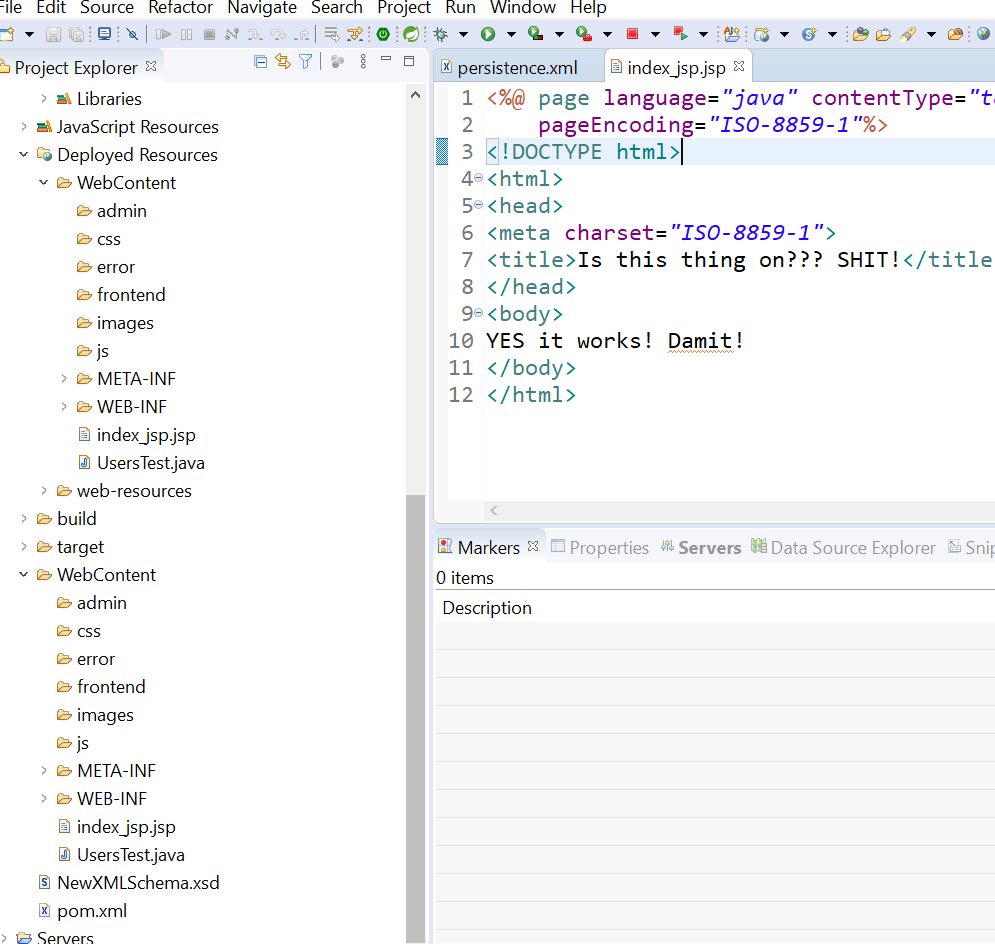 File Edit Source Refactor Navigate Search Project Run Window Help
Project Explorer
Libraries
JavaScript Resources
Deployed Resources
WebContent
admin
css
error
frontend
images
js
META-INF
WEB-INF
index_jsp.jsp
UsersTest.java
web-resources
build
target
WebContent
admin
css
error
frontend
images
js
META-INF
WEB-INF
index_jsp.jsp
UsersTest.java
NewXMLSchema.xsd
pom.xml
Servers
persistence.xml index_jsp.jsp
1 <%@ page language="java" contentType="te
2 pageEncoding="ISO-8859-1"%>
3 <!DOCTYPE html>
4 <html>
5 <head>
6 <meta charset="ISO-8859-1">
7 <title>Is this thing on??? SHIT!</title
8 </head>
9 <body>
10 YES it works! Damit!
11 </body>
12 </html>
Markers Properties Servers Data Source Explorer Snip
0 items
Description